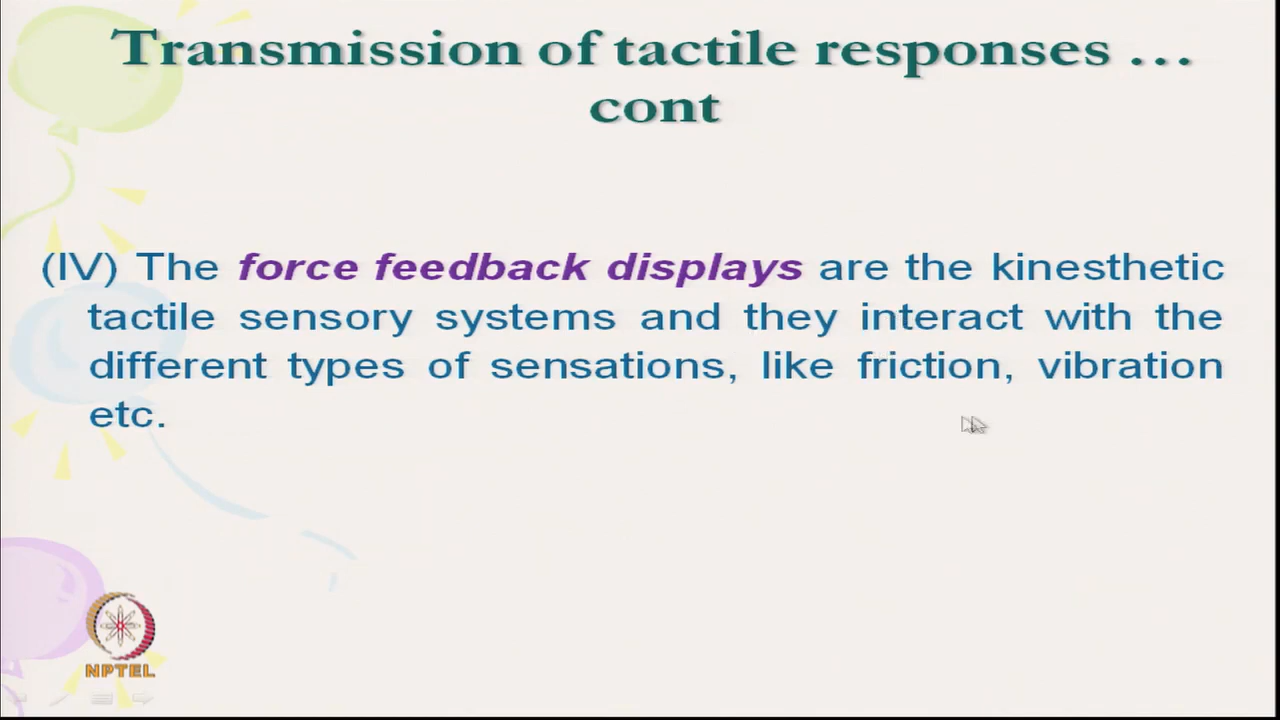 Transmission of tactile responses ...
cont
(IV) The force feedback displays are the kinesthetic
tactile sensory systems and they interact with the
different types of sensations, like friction, vibration
etc.
NPTEL